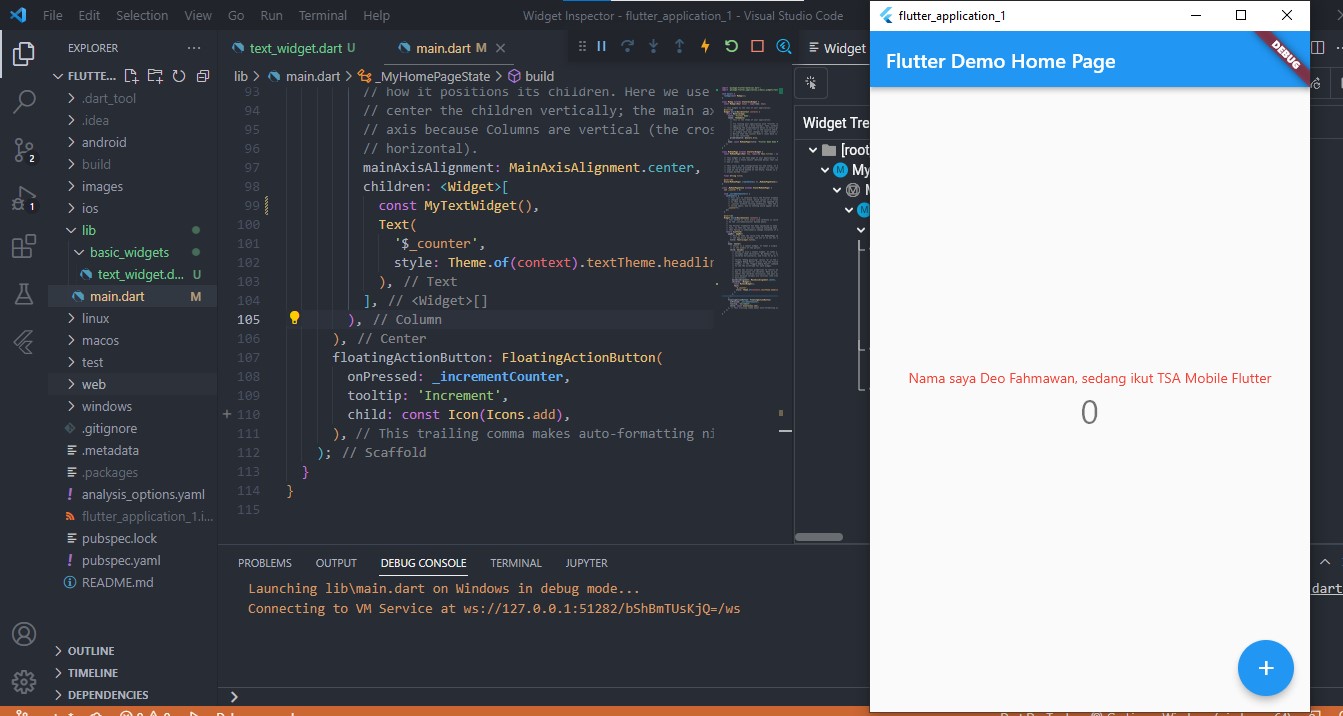 File Edit Selection View Go Run Terminal Help
Widget Inspector - flutter_application_1 - Visual Studio Code
EXPLORER
FLUTTE...
.dart_tool
.idea
android
build
images
ios
lib
basic_widgets
text_widget.d... U
main.dart M
linux
macos
test
web
windows
.gitignore
.metadata
.packages
analysis_options.yaml
flutter_application_1.i...
pubspec.lock
pubspec.yaml
README.md
OUTLINE
TIMELINE
DEPENDENCIES
2
1
text_widget.dart U
main.dart M
lib > main.dart > _MyHomePageState > build
93 // how it positions its children. Here we use
94 // center the children vertically; the main ax
95 // axis because Columns are vertical (the cros
96 // horizontal).
97 mainAxisAlignment: MainAxisAlignment.center,
98 children: <Widget>[
99 const MyTextWidget(),
100 Text(
101 '$_counter',
102 style: Theme.of(context).textTheme.headlin
103 ), // Text
104 ], // <Widget>[]
105 ), // Column
106 ), // Center
107 floatingActionButton: FloatingActionButton(
108 onPressed: _incrementCounter,
109 tooltip: 'Increment',
110 child: const Icon(Icons.add),
111 ), // This trailing comma makes auto-formatting ni
112 ); // Scaffold
113 }
114 }
115
Widget
Widget Tre
[root
My
PROBLEMS OUTPUT DEBUG CONSOLE TERMINAL JUPYTER
Launching lib\main.dart on Windows in debug mode...
Connecting to VM Service at ws://127.0.0.1:51282/bShBmTUsKjQ=/ws
dart
flutter_application_1
Flutter Demo Home Page
DEBUG
Nama saya Deo Fahmawan, sedang ikut TSA Mobile Flutter
0